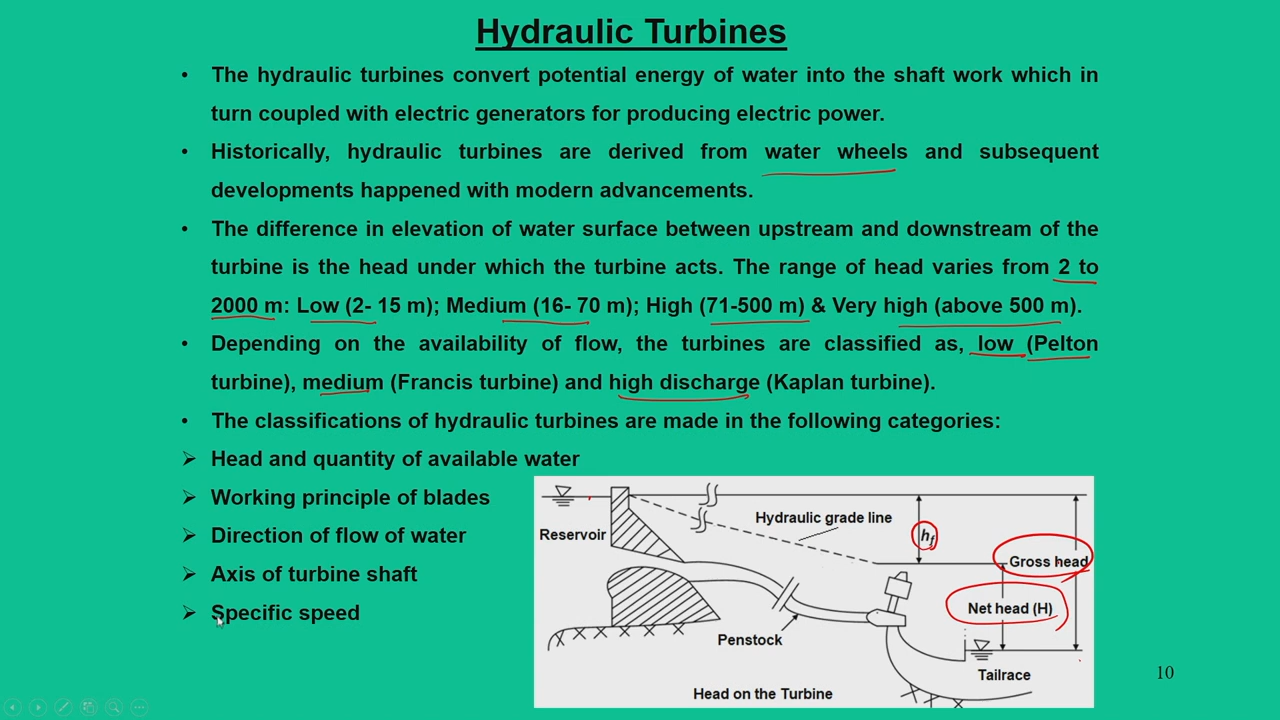 Hydraulic Turbines
• The hydraulic turbines convert potential energy of water into the shaft work which in
turn coupled with electric generators for producing electric power.
• Historically, hydraulic turbines are derived from water wheels and subsequent
developments happened with modern advancements.
• The difference in elevation of water surface between upstream and downstream of the
turbine is the head under which the turbine acts. The range of head varies from 2 to
2000 m: Low (2- 15 m); Medium (16- 70 m); High (71-500 m) & Very high (above 500 m).
• Depending on the availability of flow, the turbines are classified as, low (Pelton
turbine), medium (Francis turbine) and high discharge (Kaplan turbine).
• The classifications of hydraulic turbines are made in the following categories:
➢ Head and quantity of available water
➢ Working principle of blades
➢ Direction of flow of water
➢ Axis of turbine shaft
➢ Specific speed
Hydraulic grade line
Reservoir
hf
Gross head
Net head (H)
Penstock
Tailrace
Head on the Turbine
10